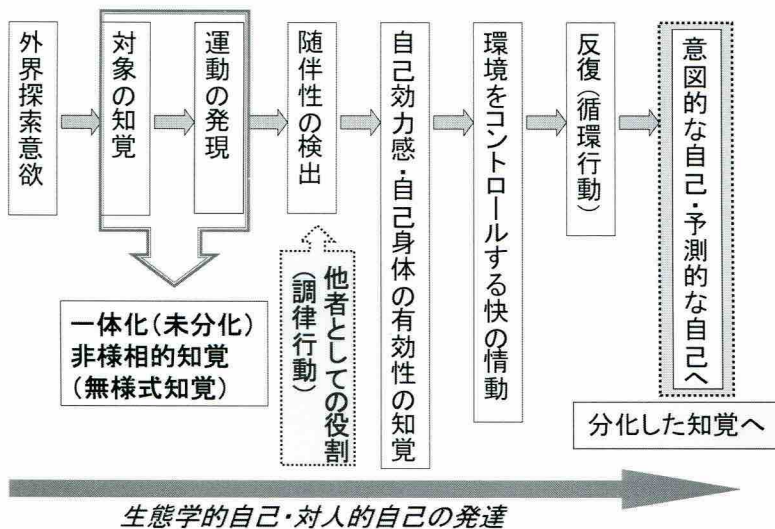 外界探索意欲
対象の知覚
運動の発現
随伴性の検出
自己効力感・自己身体の有効性の知覚
環境をコントロールする快の情動
反復(循環行動)
意図的な自己・予測的な自己へ
一体化(未分化)
非様相的知覚
(無様式知覚)
他者としての役割
(調律行動)
分化した知覚へ
生態学的自己・対人的自己の発達